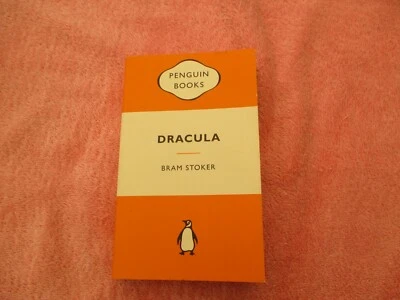 PENGUIN
BOOKS
DRACULA
BRAM STOKER